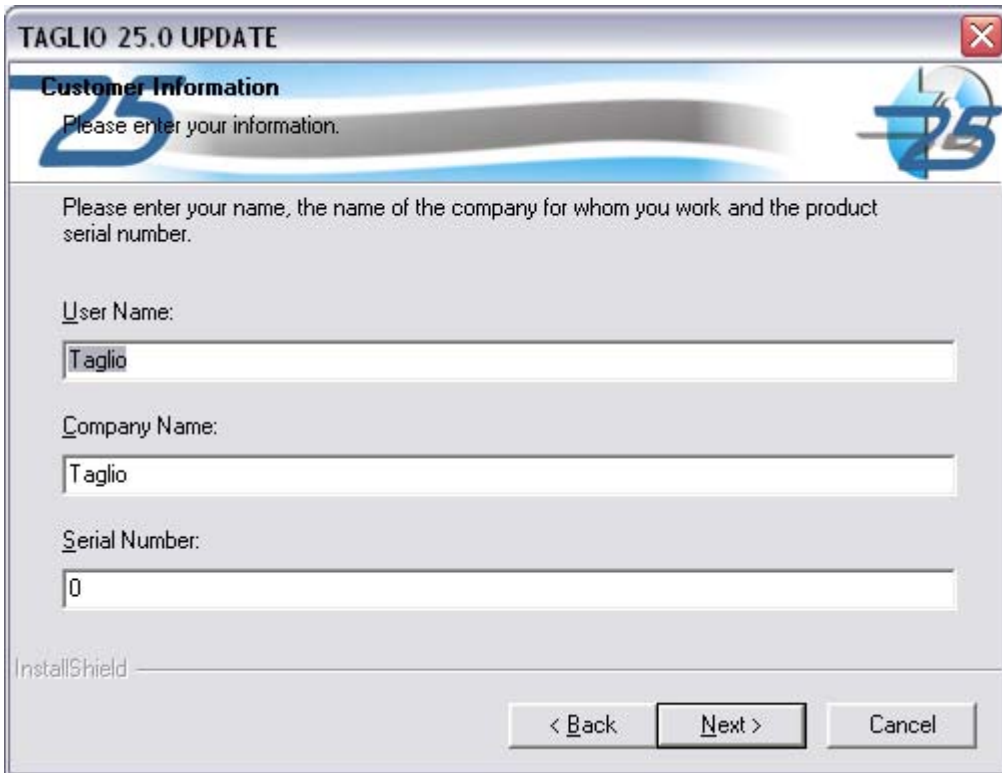 TAGLIO 25.0 UPDATE
Customer Information
25
Please enter your information.
25
Please enter your name, the name of the company for whom you work and the product
serial number.
User Name:
Taglio
Company Name:
Taglio
Serial Number:
0
InstallShield
< Back
Next >
Cancel